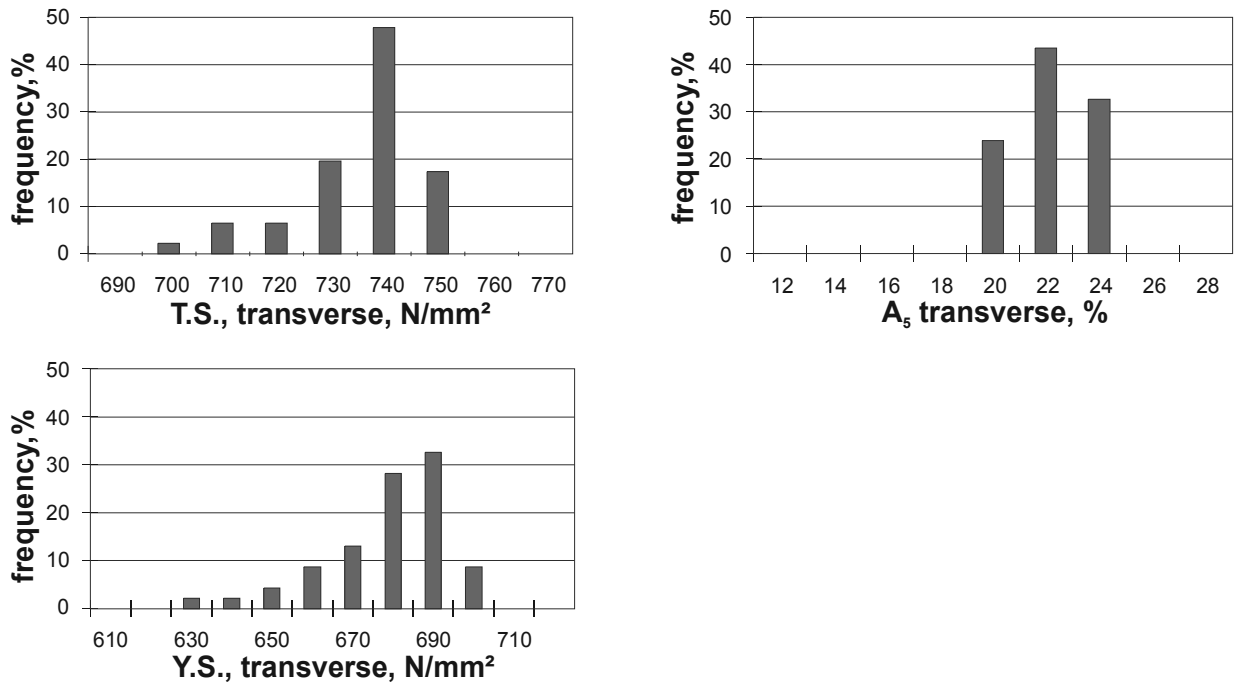 frequency,%
50
40
30
20
10
0
690 700 710 720 730 740 750 760 770
T.S., transverse, N/mm²
frequency,%
50
40
30
20
10
0
12 14 16 18 20 22 24 26 28
A₅ transverse, %
frequency,%
50
40
30
20
10
0
610 630 650 670 690 710
Y.S., transverse, N/mm²